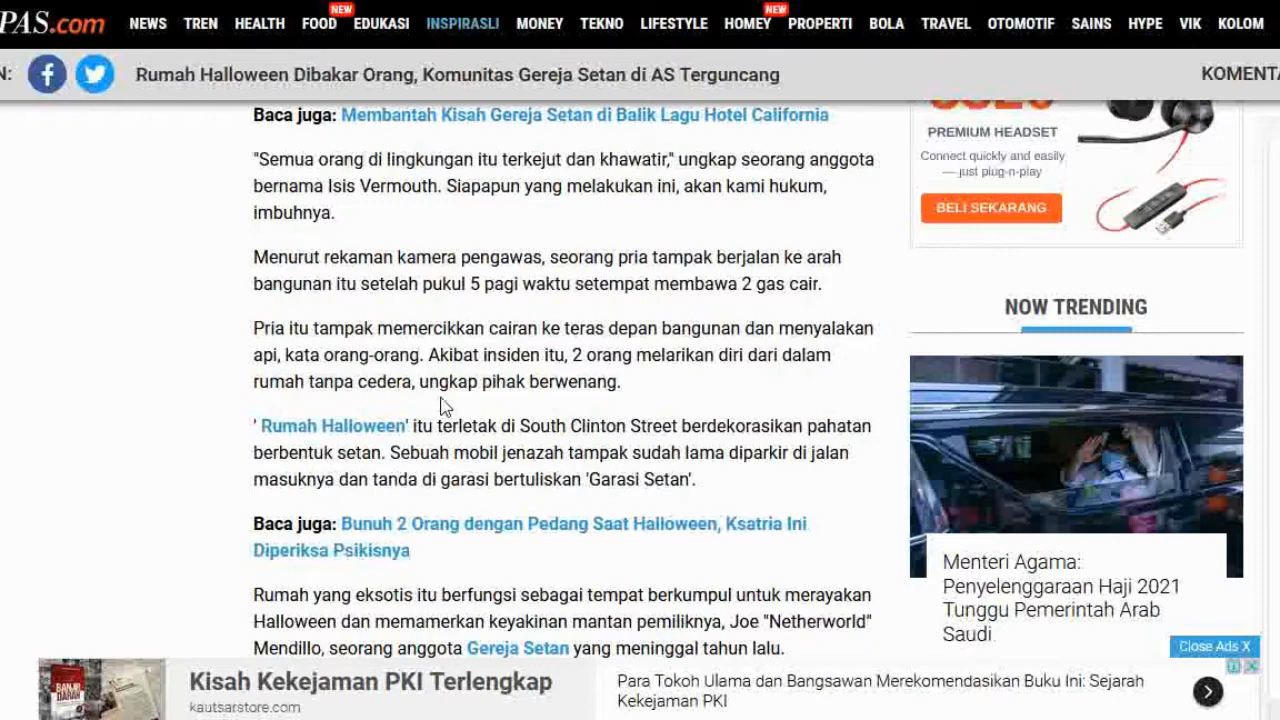 PAS.com NEWS TREN HEALTH FOOD NEW EDUKASI INSPIRASLI MONEY TEKNO LIFESTYLE HOMEY NEW PROPERTI BOLA TRAVEL OTOMOTIF SAINS HYPE VIK KOLOM
N: Rumah Halloween Dibakar Orang, Komunitas Gereja Setan di AS Terguncang KOMENTA
Baca juga: Membantah Kisah Gereja Setan di Balik Lagu Hotel California
"Semua orang di lingkungan itu terkejut dan khawatir," ungkap seorang anggota
bernama Isis Vermouth. Siapapun yang melakukan ini, akan kami hukum,
imbuhnya.
Menurut rekaman kamera pengawas, seorang pria tampak berjalan ke arah
bangunan itu setelah pukul 5 pagi waktu setempat membawa 2 gas cair.
Pria itu tampak memercikkan cairan ke teras depan bangunan dan menyalakan
api, kata orang-orang. Akibat insiden itu, 2 orang melarikan diri dari dalam
rumah tanpa cedera, ungkap pihak berwenang.
' Rumah Halloween' itu terletak di South Clinton Street berdekorasikan pahatan
berbentuk setan. Sebuah mobil jenazah tampak sudah lama diparkir di jalan
masuknya dan tanda di garasi bertuliskan 'Garasi Setan'.
Baca juga: Bunuh 2 Orang dengan Pedang Saat Halloween, Ksatria Ini
Diperiksa Psikisnya
Rumah yang eksotis itu berfungsi sebagai tempat berkumpul untuk merayakan
Halloween dan memamerkan keyakinan mantan pemiliknya, Joe "Netherworld"
Mendillo, seorang anggota Gereja Setan yang meninggal tahun lalu.
PREMIUM HEADSET
Connect quickly and easily
— just plug-n-play
BELI SEKARANG
NOW TRENDING
Menteri Agama:
Penyelenggaraan Haji 2021
Tunggu Pemerintah Arab
Saudi
Close Ads X
Kisah Kekejaman PKI Terlengkap
kautsarstore.com
Para Tokoh Ulama dan Bangsawan Merekomendasikan Buku Ini: Sejarah
Kekejaman PKI